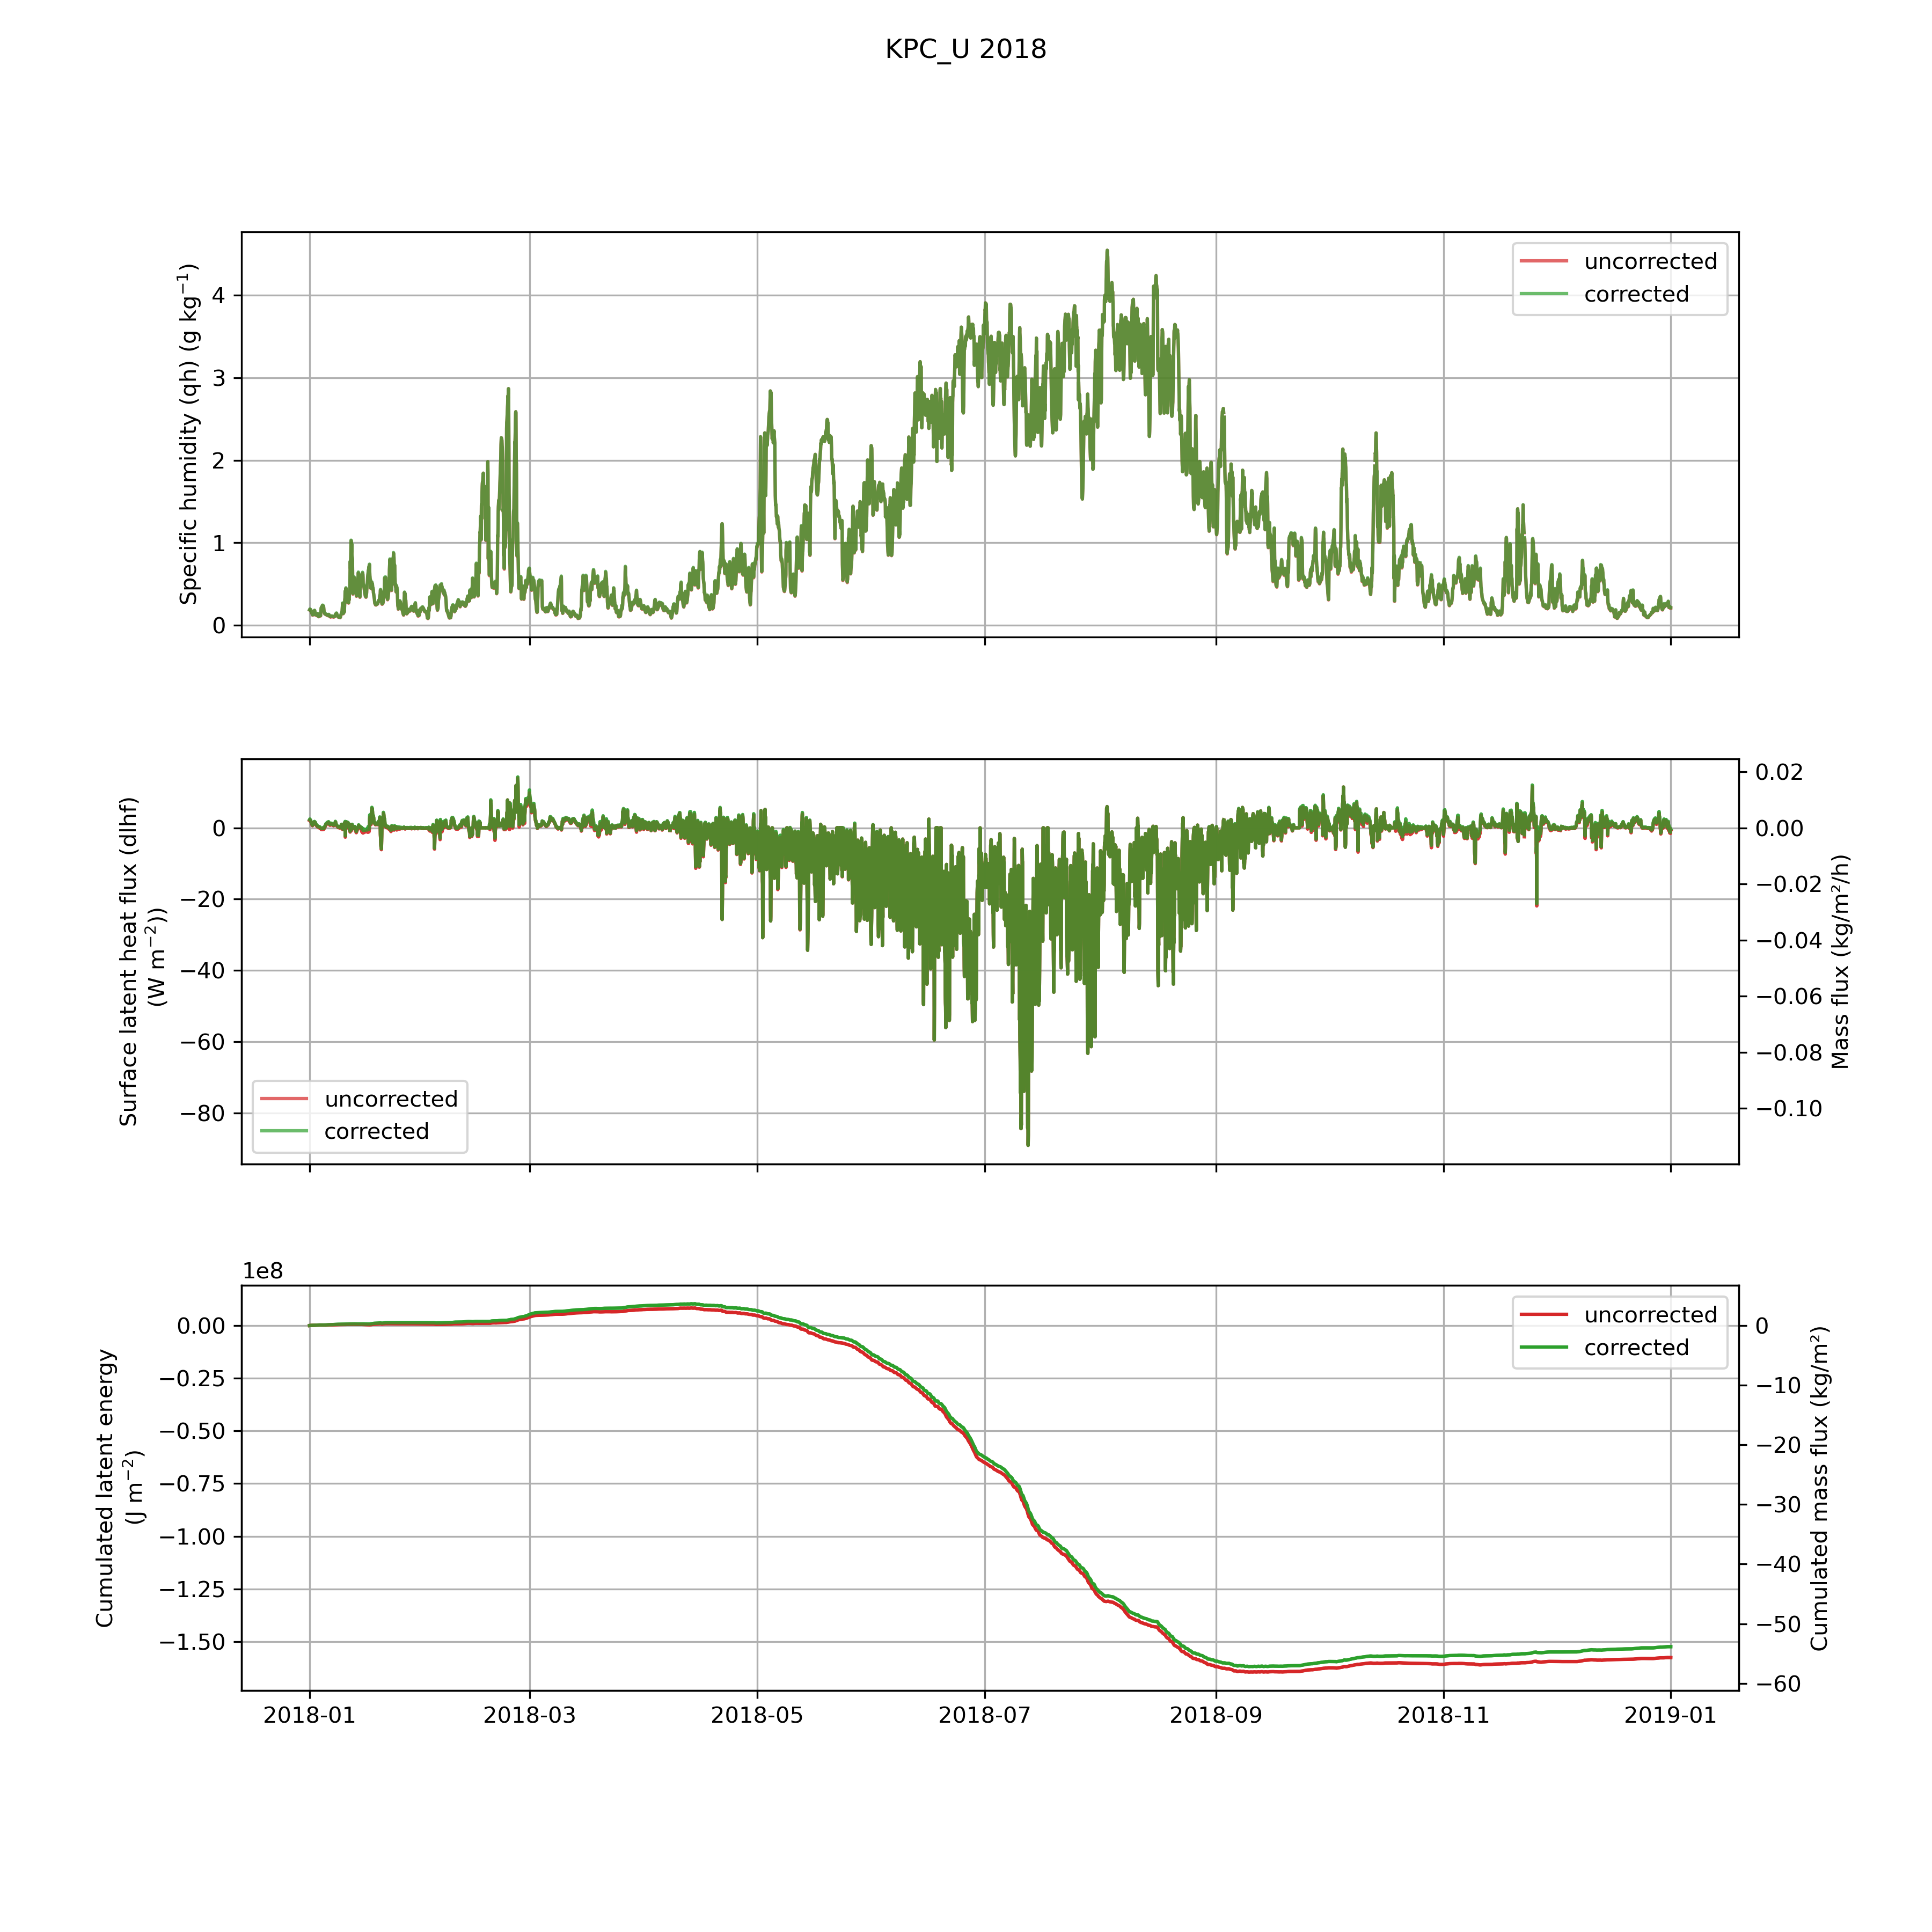 KPC_U 2018
Specific humidity (qh) (g kg⁻¹)
4
3
2
1
0
uncorrected
corrected
Surface latent heat flux (dlhf)
(W m⁻²))
0
−20
−40
−60
−80
uncorrected
corrected
0.02
0.00
−0.02
−0.04
−0.06
−0.08
−0.10
Mass flux (kg/m²/h)
1e8
Cumulated latent energy
(J m⁻²)
0.00
−0.25
−0.50
−0.75
−1.00
−1.25
−1.50
uncorrected
corrected
0
−10
−20
−30
−40
−50
−60
Cumulated mass flux (kg/m²)
2018-01
2018-03
2018-05
2018-07
2018-09
2018-11
2019-01